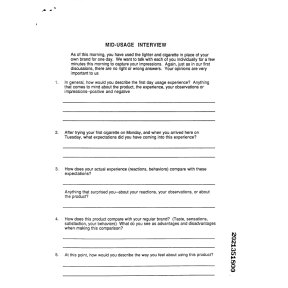 MID-USAGE INTERVIEW
As of this morning, you have used the lighter and cigarette in place of your
own brand for one day. We want to talk with each of you individually for a few
minutes this morning to capture your impressions. Again, just as in our first
discussions, there are no right or wrong answers. Your opinions are very
important to us
1. In general, how would you describe the first day usage experience? Anything
that comes to mind about the product, the experience, your observations or
impressions--positive and negative
2. After trying your first cigarette on Monday, and when you arrived here on
Tuesday, what expectations did you have coming into this experience?
3. How does your actual experience (reactions, behaviors) compare with these
expectations?
Anything that surprised you--about your reactions, your observations, or about
the product?
4. How does this product compare with your regular brand? (Taste, sensations,
satisfaction, your behaviors). What do you see as advantages and disadvantages
when making this comparison?
5. At this point, how would you describe the way you feel about using this product?